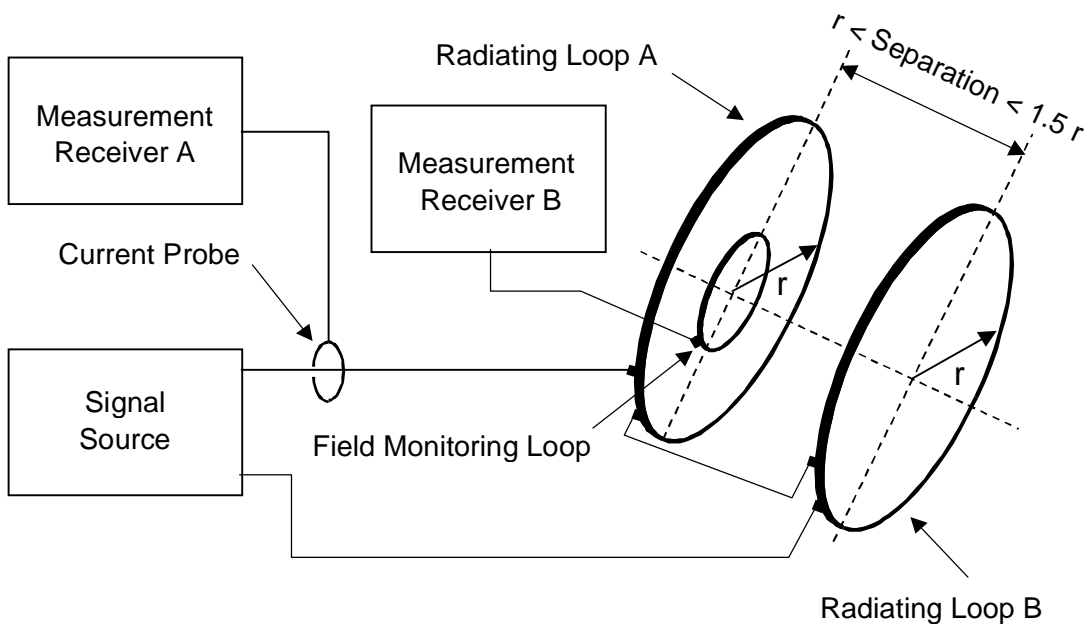 Measurement
Receiver A
Radiating Loop A
r < Separation < 1.5 r
Measurement
Receiver B
Current Probe
r
r
Signal
Source
Field Monitoring Loop
Radiating Loop B